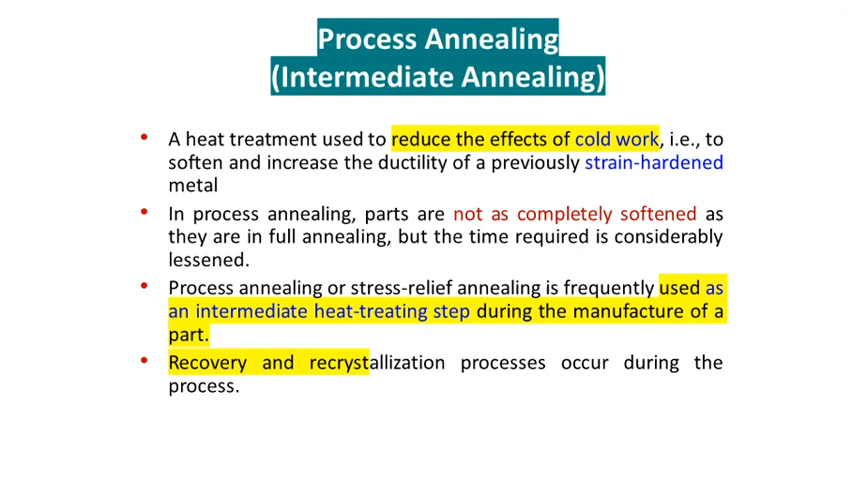 Process Annealing
(Intermediate Annealing)
• A heat treatment used to reduce the effects of cold work, i.e., to
soften and increase the ductility of a previously strain-hardened
metal
• In process annealing, parts are not as completely softened as
they are in full annealing, but the time required is considerably
lessened.
• Process annealing or stress-relief annealing is frequently used as
an intermediate heat-treating step during the manufacture of a
part.
• Recovery and recrystallization processes occur during the
process.